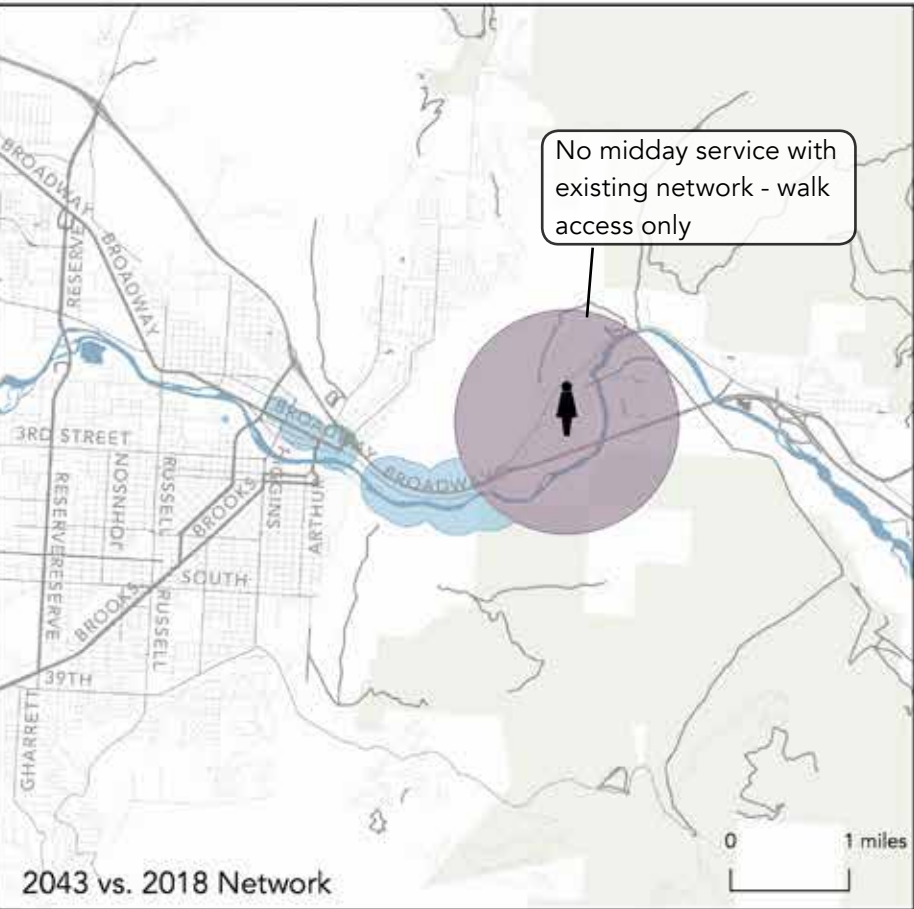 No midday service with
existing network - walk
access only
BROADWAY
RESERVE
BROADWAY
BROADWAY
3RD STREET
BROADWAY
RESERVE
RESERVE
JOHNSON
RUSSELL
BROOKS
ARTHUR
SOUTH
BROOKS
RUSSELL
39TH
GHARRETT
0 1 miles
2043 vs. 2018 Network